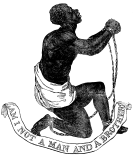 AM I NOT A MAN AND A BROTHER?